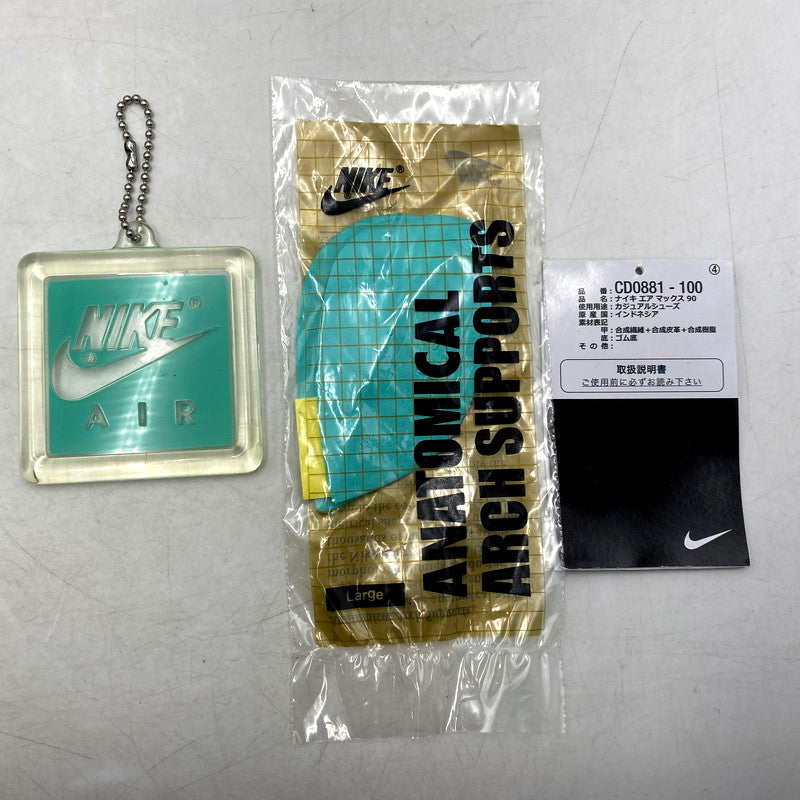 NIKE®
®
AIR
NIKE®
ANATOMICAL
ARCH SUPPORTS
Large
④
品 番 : CD0881 - 100
品 名 : ナイキ エア マックス 90
使用用途 : カジュアルシューズ
原 産 国 : インドネシア
素材表記
甲 : 合成繊維+合成皮革+合成樹脂
底 : ゴム底
そ の 他 :
取扱説明書
ご使用前に必ずお読み下さい